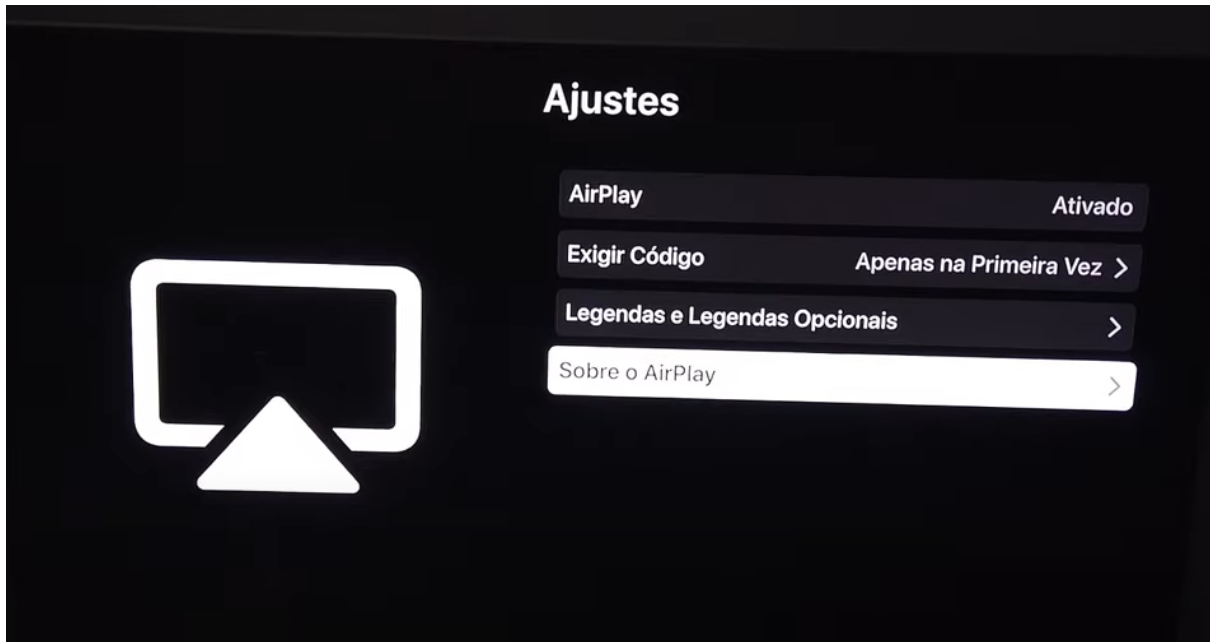 Ajustes
AirPlay Ativado
Exigir Código Apenas na Primeira Vez >
Legendas e Legendas Opcionais >
Sobre o AirPlay >